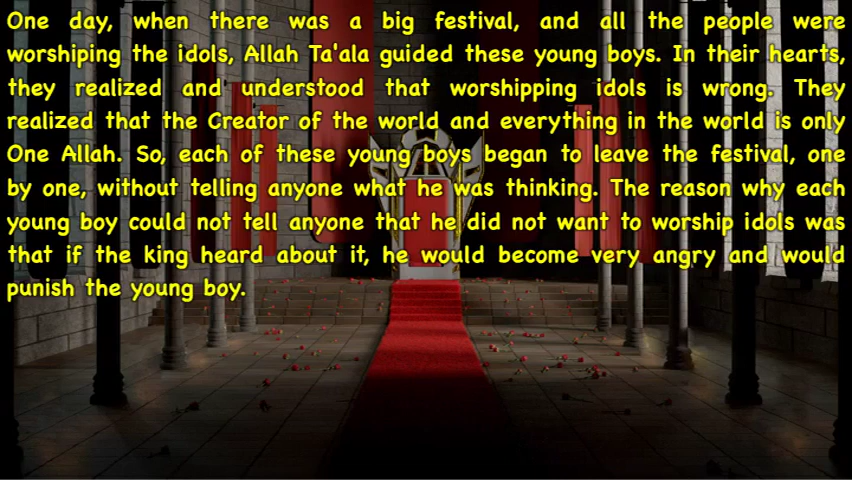 One day, when there was a big festival, and all the people were
worshiping the idols, Allah Ta'ala guided these young boys. In their hearts,
they realized and understood that worshipping idols is wrong. They
realized that the Creator of the world and everything in the world is only
One Allah. So, each of these young boys began to leave the festival, one
by one, without telling anyone what he was thinking. The reason why each
young boy could not tell anyone that he did not want to worship idols was
that if the king heard about it, he would become very angry and would
punish the young boy.